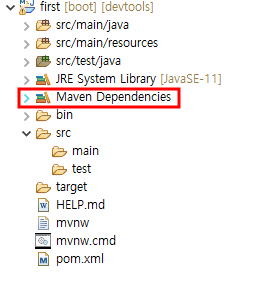 first [boot] [devtools]
src/main/java
src/main/resources
src/test/java
JRE System Library [JavaSE-11]
Maven Dependencies
bin
src
main
test
target
HELP.md
mvnw
mvnw.cmd
pom.xml